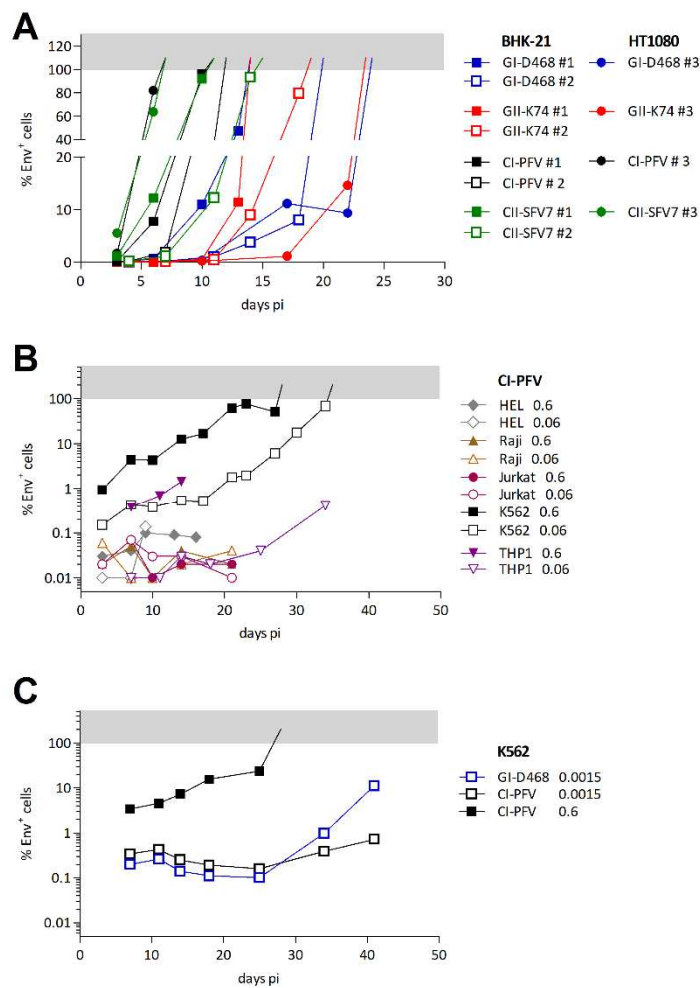 A
120
100
80
60
40
20
10
0
% Env⁺ cells
0 5 10 15 20 25 30
days pi
BHK-21 HT1080
GI-D468 #1 GI-D468 #3
GI-D468 #2
GII-K74 #1 GII-K74 #3
GII-K74 #2
CI-PFV #1 CI-PFV # 3
CI-PFV # 2
CII-SFV7 #1 CII-SFV7 #3
CII-SFV7 #2
B
100
10
1
0.1
0.01
% Env⁺ cells
0 10 20 30 40 50
days pi
CI-PFV
HEL 0.6
HEL 0.06
Raji 0.6
Raji 0.06
Jurkat 0.6
Jurkat 0.06
K562 0.6
K562 0.06
THP1 0.6
THP1 0.06
C
100
10
1
0.1
0.01
% Env⁺ cells
0 10 20 30 40 50
days pi
K562
GI-D468 0.0015
CI-PFV 0.0015
CI-PFV 0.6